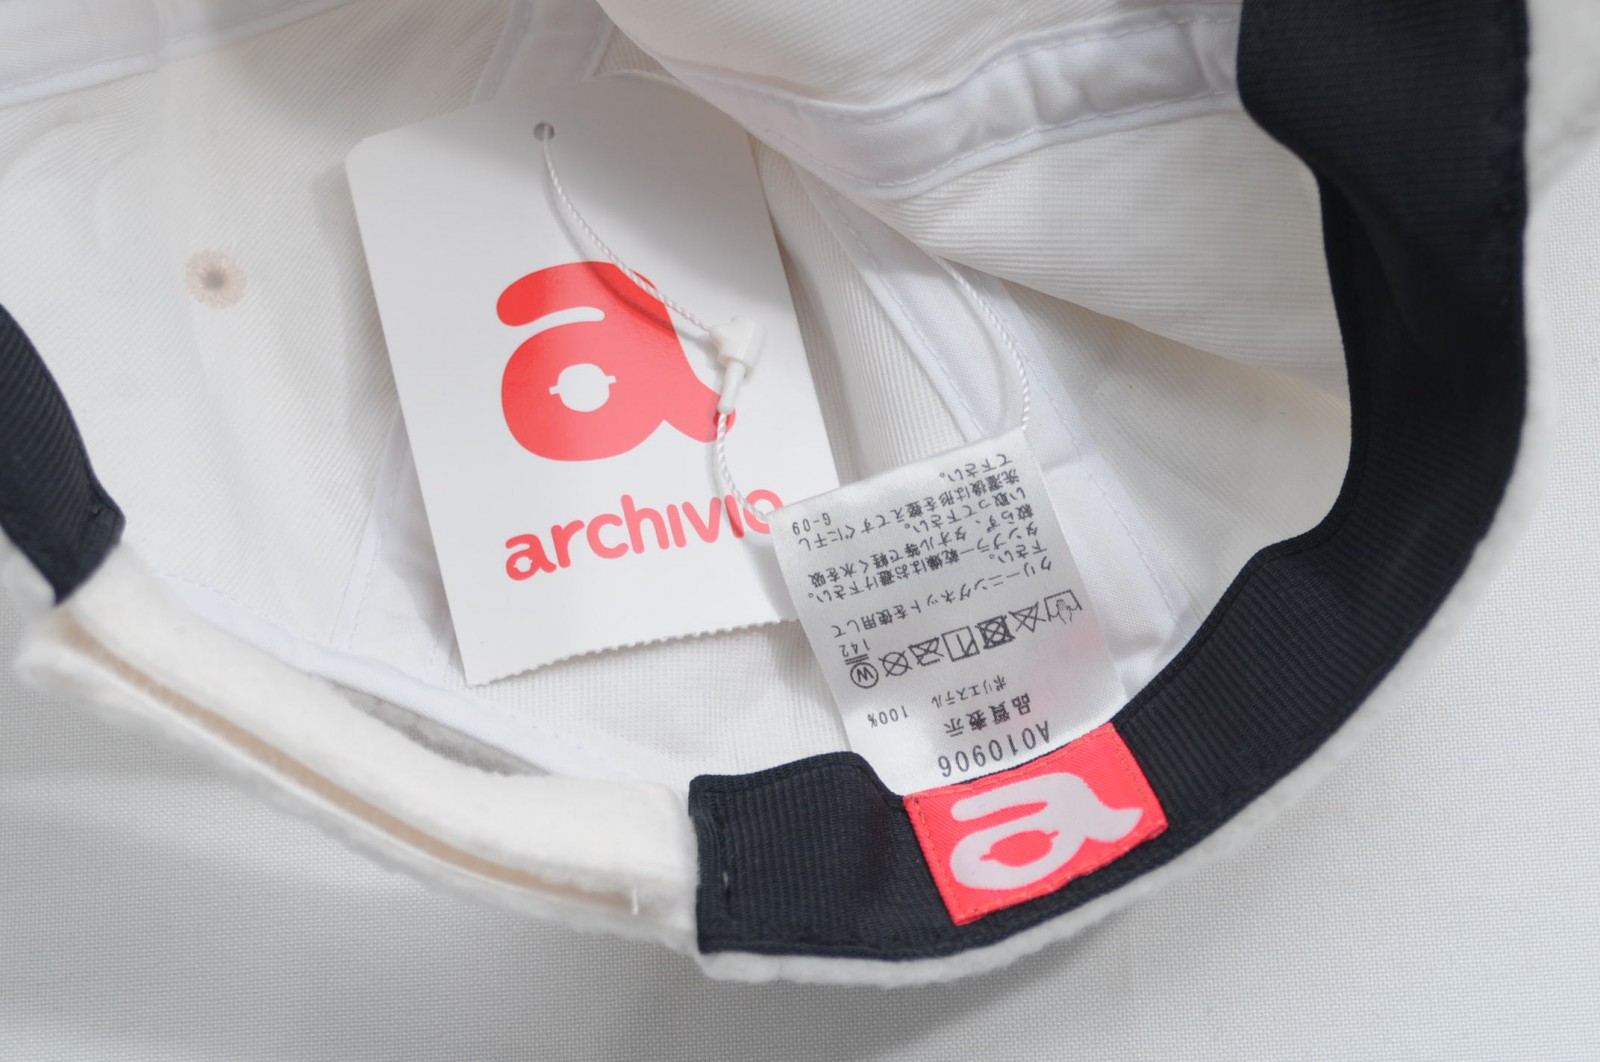 archivio
A010906
品質表示
ポリエステル 100%
W
142
クリーニングネットを使用して
下さい。
タンブラー乾燥はお避け下さい。
絞らず、タオル等で軽く水を吸
い取って下さい。
洗濯後は形を整えてすぐに干し
て下さい。
G-09
a
a